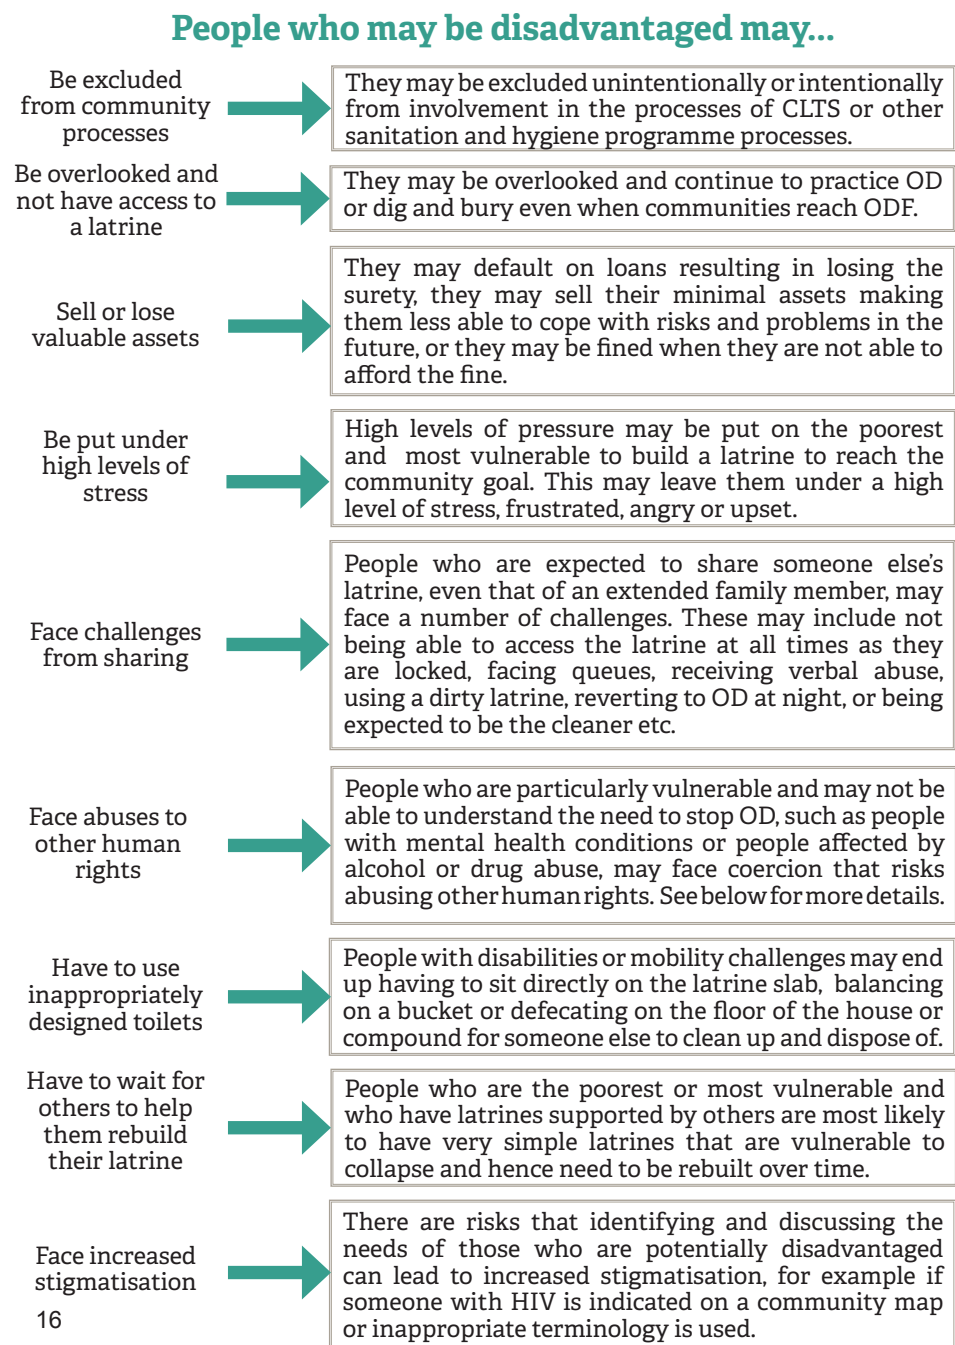 People who may be disadvantaged may...
Be excluded
from community
processes
They may be excluded unintentionally or intentionally
from involvement in the processes of CLTS or other
sanitation and hygiene programme processes.
Be overlooked and
not have access to
a latrine
They may be overlooked and continue to practice OD
or dig and bury even when communities reach ODF.
Sell or lose
valuable assets
They may default on loans resulting in losing the
surety, they may sell their minimal assets making
them less able to cope with risks and problems in the
future, or they may be fined when they are not able to
afford the fine.
Be put under
high levels of
stress
High levels of pressure may be put on the poorest
and most vulnerable to build a latrine to reach the
community goal. This may leave them under a high
level of stress, frustrated, angry or upset.
Face challenges
from sharing
People who are expected to share someone else's
latrine, even that of an extended family member, may
face a number of challenges. These may include not
being able to access the latrine at all times as they
are locked, facing queues, receiving verbal abuse,
using a dirty latrine, reverting to OD at night, or being
expected to be the cleaner etc.
Face abuses to
other human
rights
People who are particularly vulnerable and may not be
able to understand the need to stop OD, such as people
with mental health conditions or people affected by
alcohol or drug abuse, may face coercion that risks
abusing other human rights. See below for more details.
Have to use
inappropriately
designed toilets
People with disabilities or mobility challenges may end
up having to sit directly on the latrine slab, balancing
on a bucket or defecating on the floor of the house or
compound for someone else to clean up and dispose of.
Have to wait for
others to help
them rebuild
their latrine
People who are the poorest or most vulnerable and
who have latrines supported by others are most likely
to have very simple latrines that are vulnerable to
collapse and hence need to be rebuilt over time.
Face increased
stigmatisation
There are risks that identifying and discussing the
needs of those who are potentially disadvantaged
can lead to increased stigmatisation, for example if
someone with HIV is indicated on a community map
or inappropriate terminology is used.
16